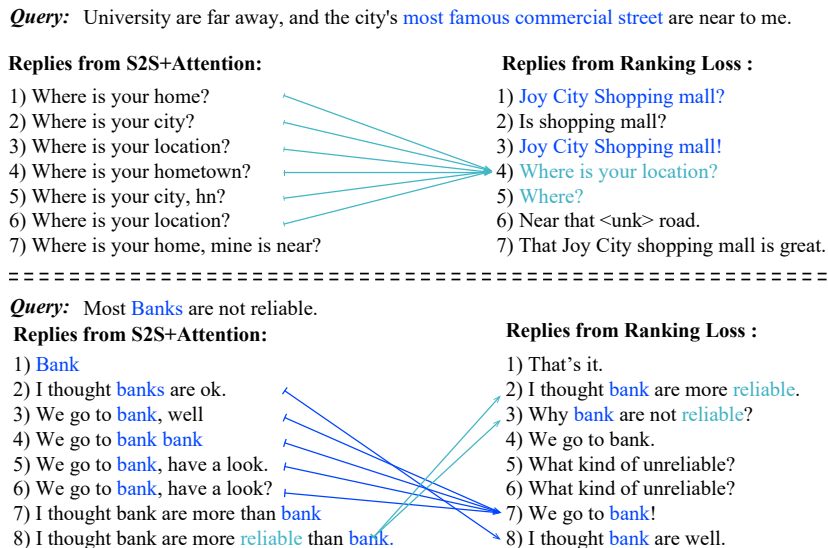 Query: University are far away, and the city's most famous commercial street are near to me.
Replies from S2S+Attention:
1) Where is your home?
2) Where is your city?
3) Where is your location?
4) Where is your hometown?
5) Where is your city, hn?
6) Where is your location?
7) Where is your home, mine is near?
Replies from Ranking Loss :
1) Joy City Shopping mall?
2) Is shopping mall?
3) Joy City Shopping mall!
4) Where is your location?
5) Where?
6) Near that <unk> road.
7) That Joy City shopping mall is great.
Query: Most Banks are not reliable.
Replies from S2S+Attention:
1) Bank
2) I thought banks are ok.
3) We go to bank, well
4) We go to bank bank
5) We go to bank, have a look.
6) We go to bank, have a look?
7) I thought bank are more than bank
8) I thought bank are more reliable than bank.
Replies from Ranking Loss :
1) That's it.
2) I thought bank are more reliable.
3) Why bank are not reliable?
4) We go to bank.
5) What kind of unreliable?
6) What kind of unreliable?
7) We go to bank!
8) I thought bank are well.